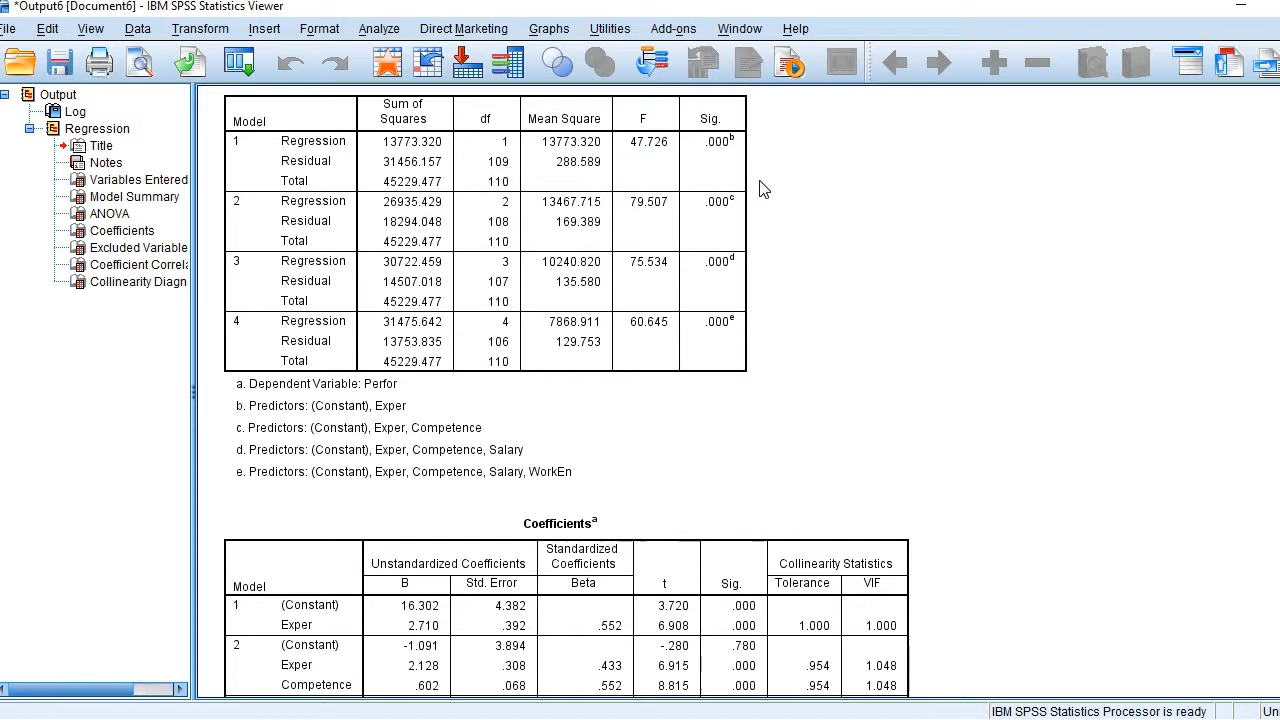 *Output6 [Document6] - IBM SPSS Statistics Viewer
File Edit View Data Transform Insert Format Analyze Direct Marketing Graphs Utilities Add-ons Window Help
Output
Log
Regression
Title
Notes
Variables Entered
Model Summary
ANOVA
Coefficients
Excluded Variable
Coefficient Correla
Collinearity Diagn
Model Sum of Squares df Mean Square F Sig.
1 Regression 13773.320 1 13773.320 47.726 .000b
Residual 31456.157 109 288.589
Total 45229.477 110
2 Regression 26935.429 2 13467.715 79.507 .000c
Residual 18294.048 108 169.389
Total 45229.477 110
3 Regression 30722.459 3 10240.820 75.534 .000d
Residual 14507.018 107 135.580
Total 45229.477 110
4 Regression 31475.642 4 7868.911 60.645 .000e
Residual 13753.835 106 129.753
Total 45229.477 110
a. Dependent Variable: Perfor
b. Predictors: (Constant), Exper
c. Predictors: (Constant), Exper, Competence
d. Predictors: (Constant), Exper, Competence, Salary
e. Predictors: (Constant), Exper, Competence, Salary, WorkEn
Coefficientsa
Model Unstandardized Coefficients Standardized Coefficients t Sig. Collinearity Statistics
B Std. Error Beta Tolerance VIF
1 (Constant) 16.302 4.382 3.720 .000
Exper 2.710 .392 .552 6.908 .000 1.000 1.000
2 (Constant) -1.091 3.894 -.280 .780
Exper 2.128 .308 .433 6.915 .000 .954 1.048
Competence .602 .068 .552 8.815 .000 .954 1.048
IBM SPSS Statistics Processor is ready Un